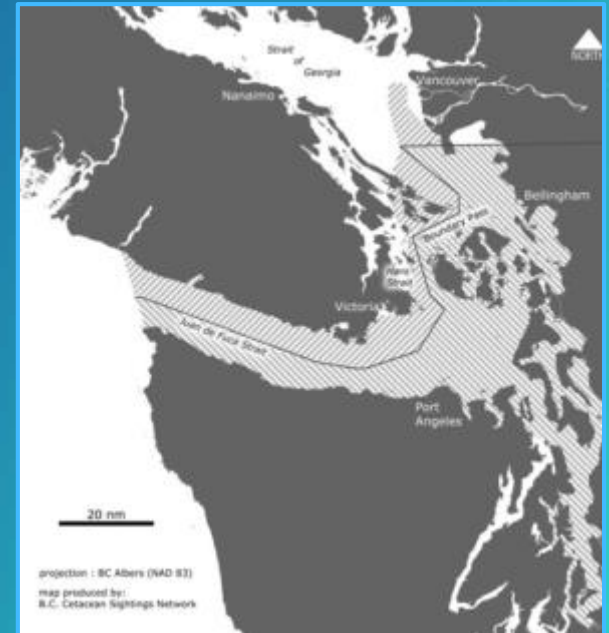 Strait
of
Georgia
NORTH
Vancouver
Nanaimo
Bellingham
Boundary Pass
Haro
Strait
Victoria
Juan de Fuca Strait
Port
Angeles
20 nm
projection : BC Albers (NAD 83)
map produced by:
B.C. Cetacean Sightings Network